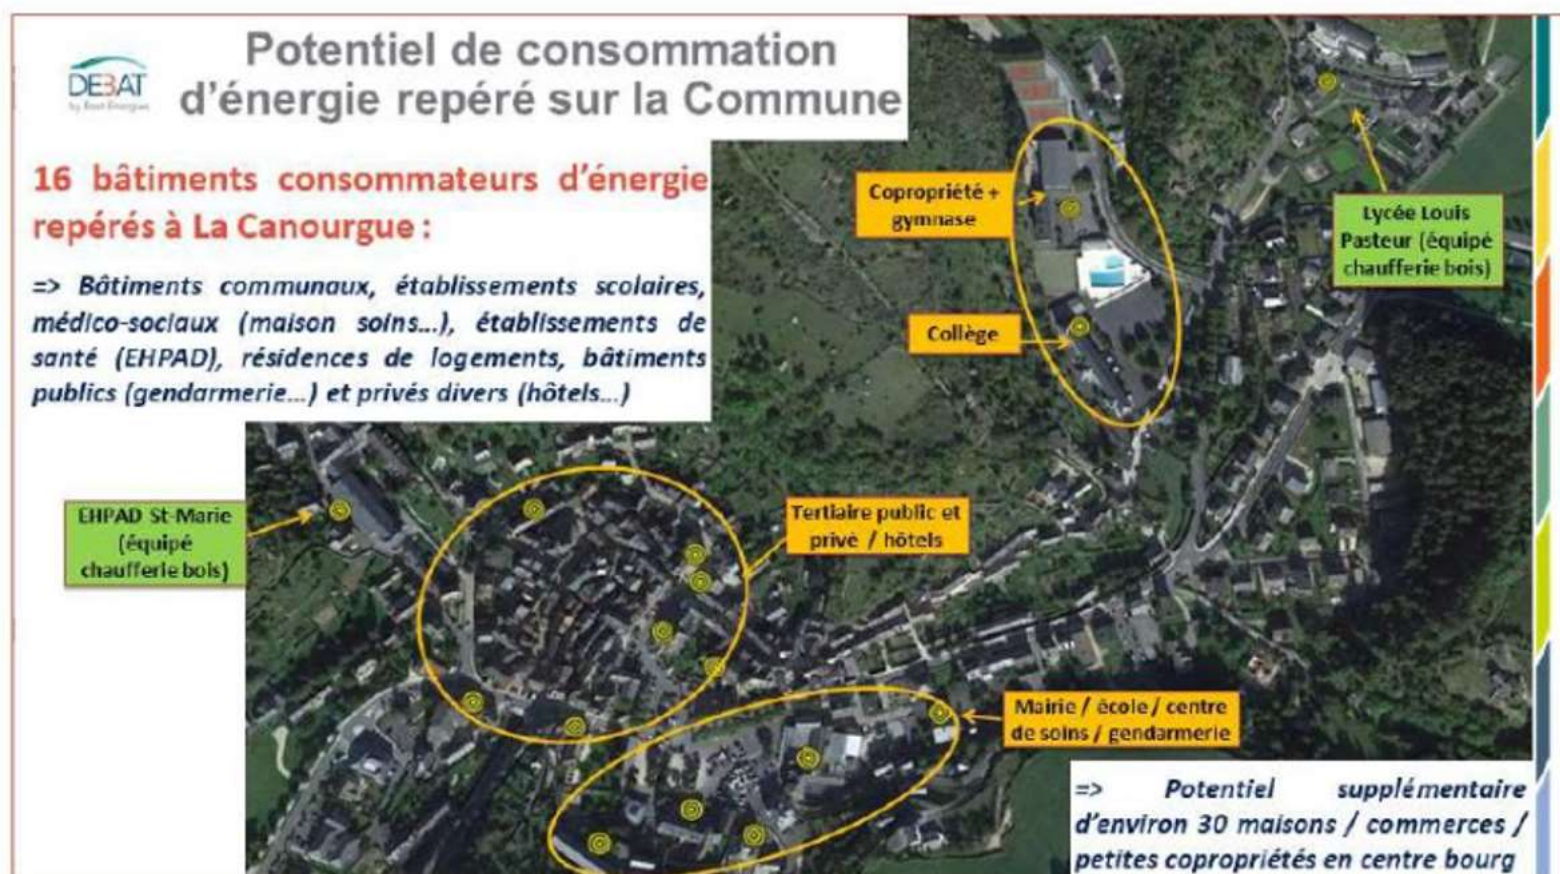 Potentiel de consommation
d'énergie repéré sur la Commune
DEBAT
by East Energies
16 bâtiments consommateurs d'énergie
repérés à La Canourgue :
=> Bâtiments communaux, établissements scolaires,
médico-sociaux (maison soins...), établissements de
santé (EHPAD), résidences de logements, bâtiments
publics (gendarmerie...) et privés divers (hôtels...)
Copropriété +
gymnase
Lycée Louis
Pasteur (équipé
chaufferie bois)
Collège
EHPAD St-Marie
(équipé
chaufferie bois)
Tertiaire public et
privé / hôtels
Mairie / école / centre
de soins / gendarmerie
=> Potentiel supplémentaire
d'environ 30 maisons / commerces /
petites copropriétés en centre bourg